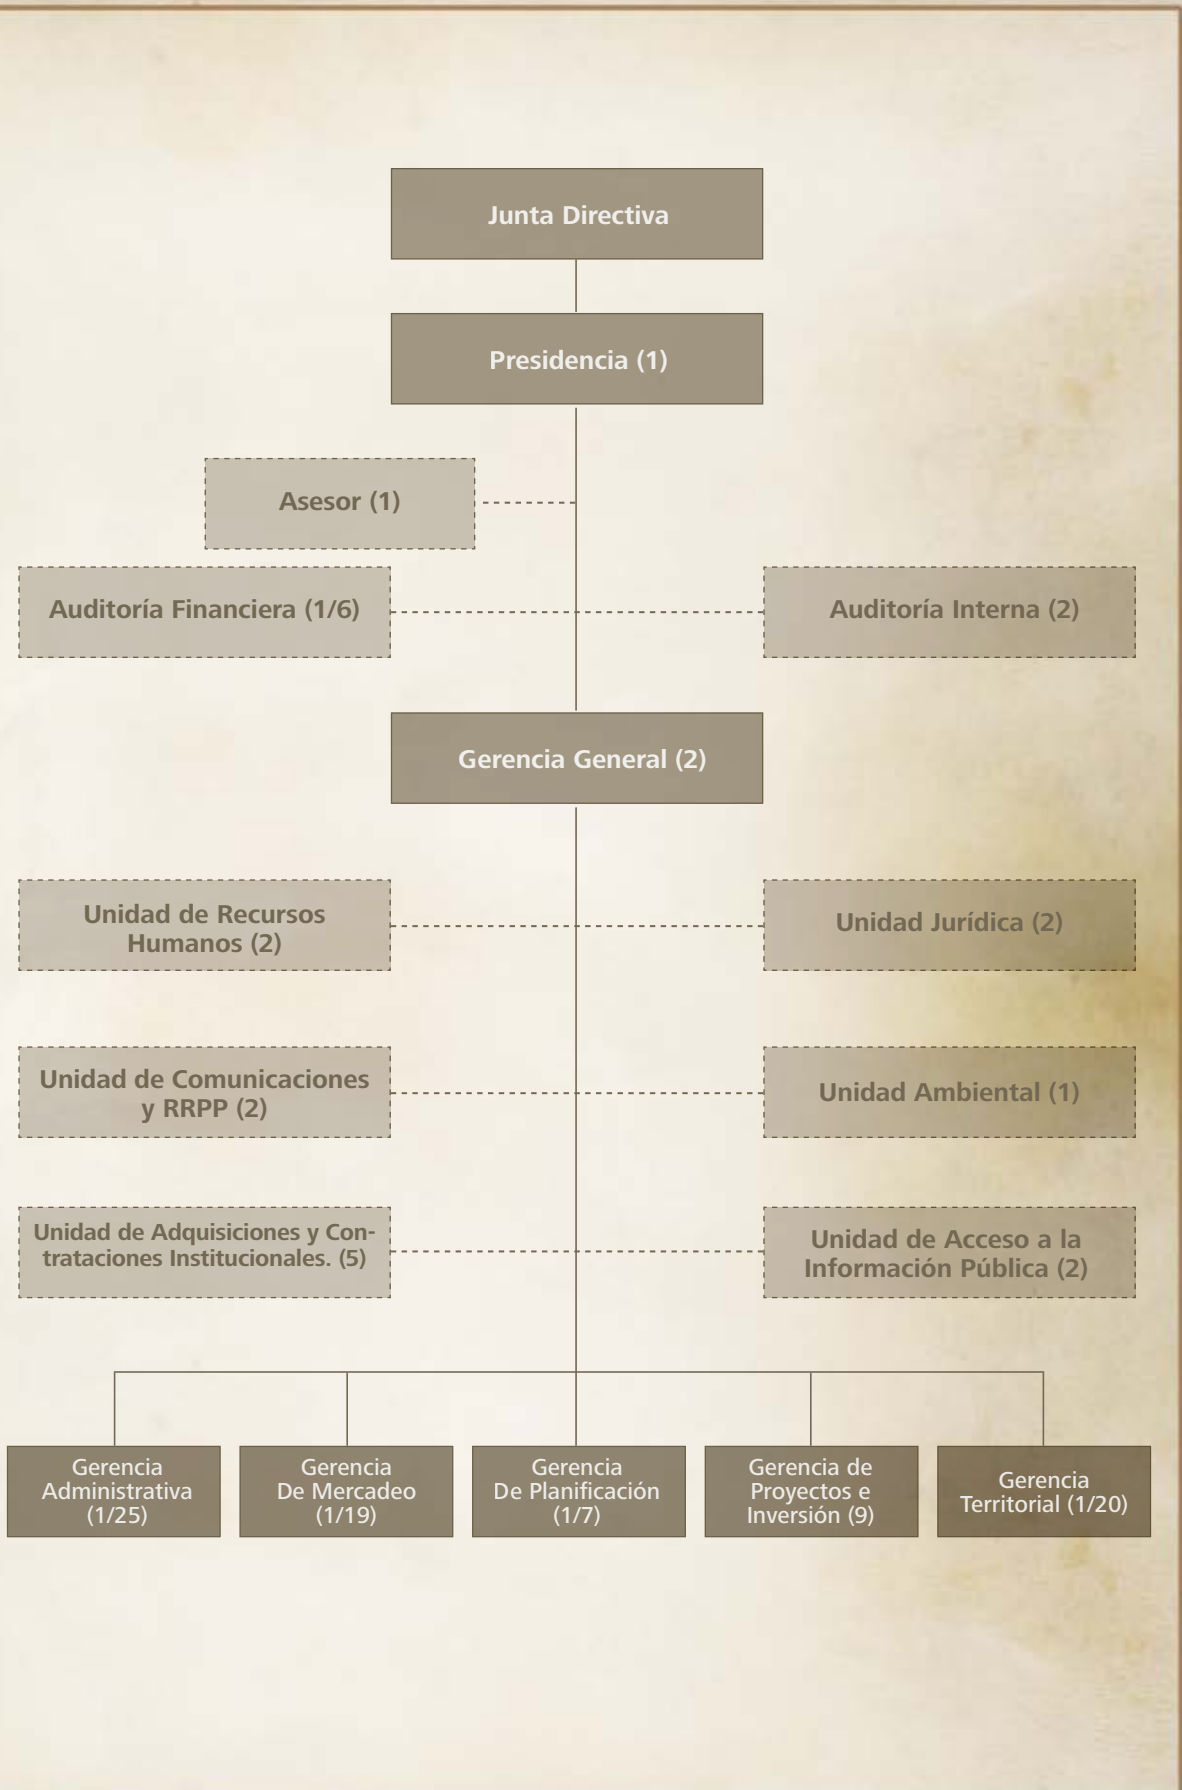 Junta Directiva
Presidencia (1)
Asesor (1)
Auditoría Financiera (1/6)
Auditoría Interna (2)
Gerencia General (2)
Unidad de Recursos
Humanos (2)
Unidad Jurídica (2)
Unidad de Comunicaciones
y RRPP (2)
Unidad Ambiental (1)
Unidad de Adquisiciones y Con-
trataciones Institucionales. (5)
Unidad de Acceso a la
Información Pública (2)
Gerencia
Administrativa
(1/25)
Gerencia
De Mercadeo
(1/19)
Gerencia
De Planificación
(1/7)
Gerencia de
Proyectos e
Inversión (9)
Gerencia
Territorial (1/20)